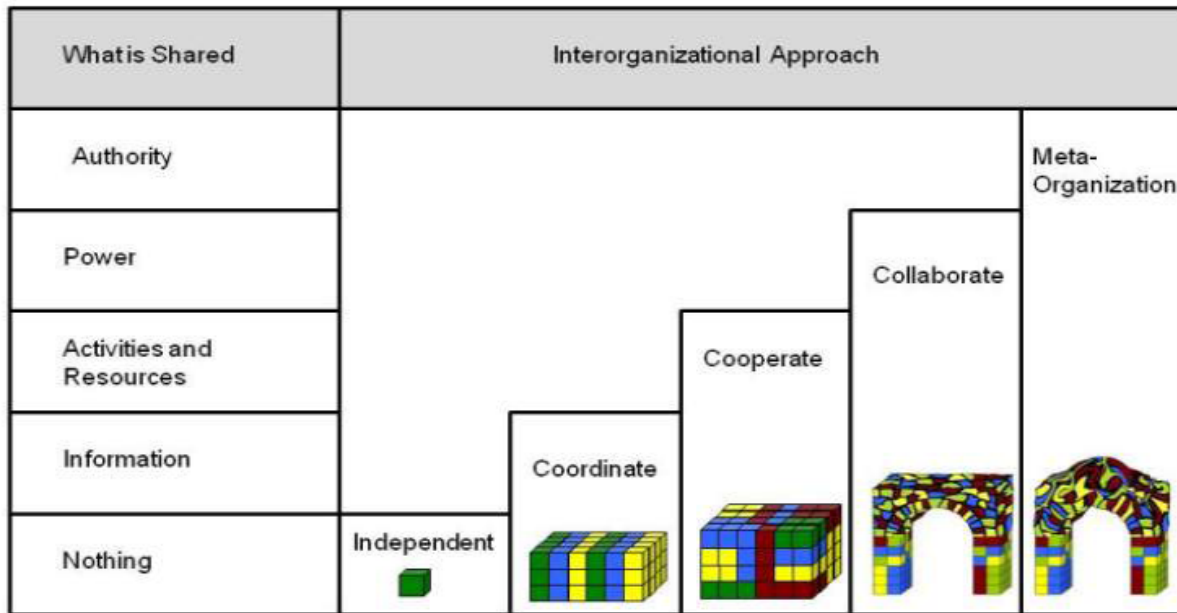 What is Shared
Interorganizational Approach
Authority
Meta-
Organization
Power
Collaborate
Activities and
Resources
Cooperate
Information
Coordinate
Nothing
Independent